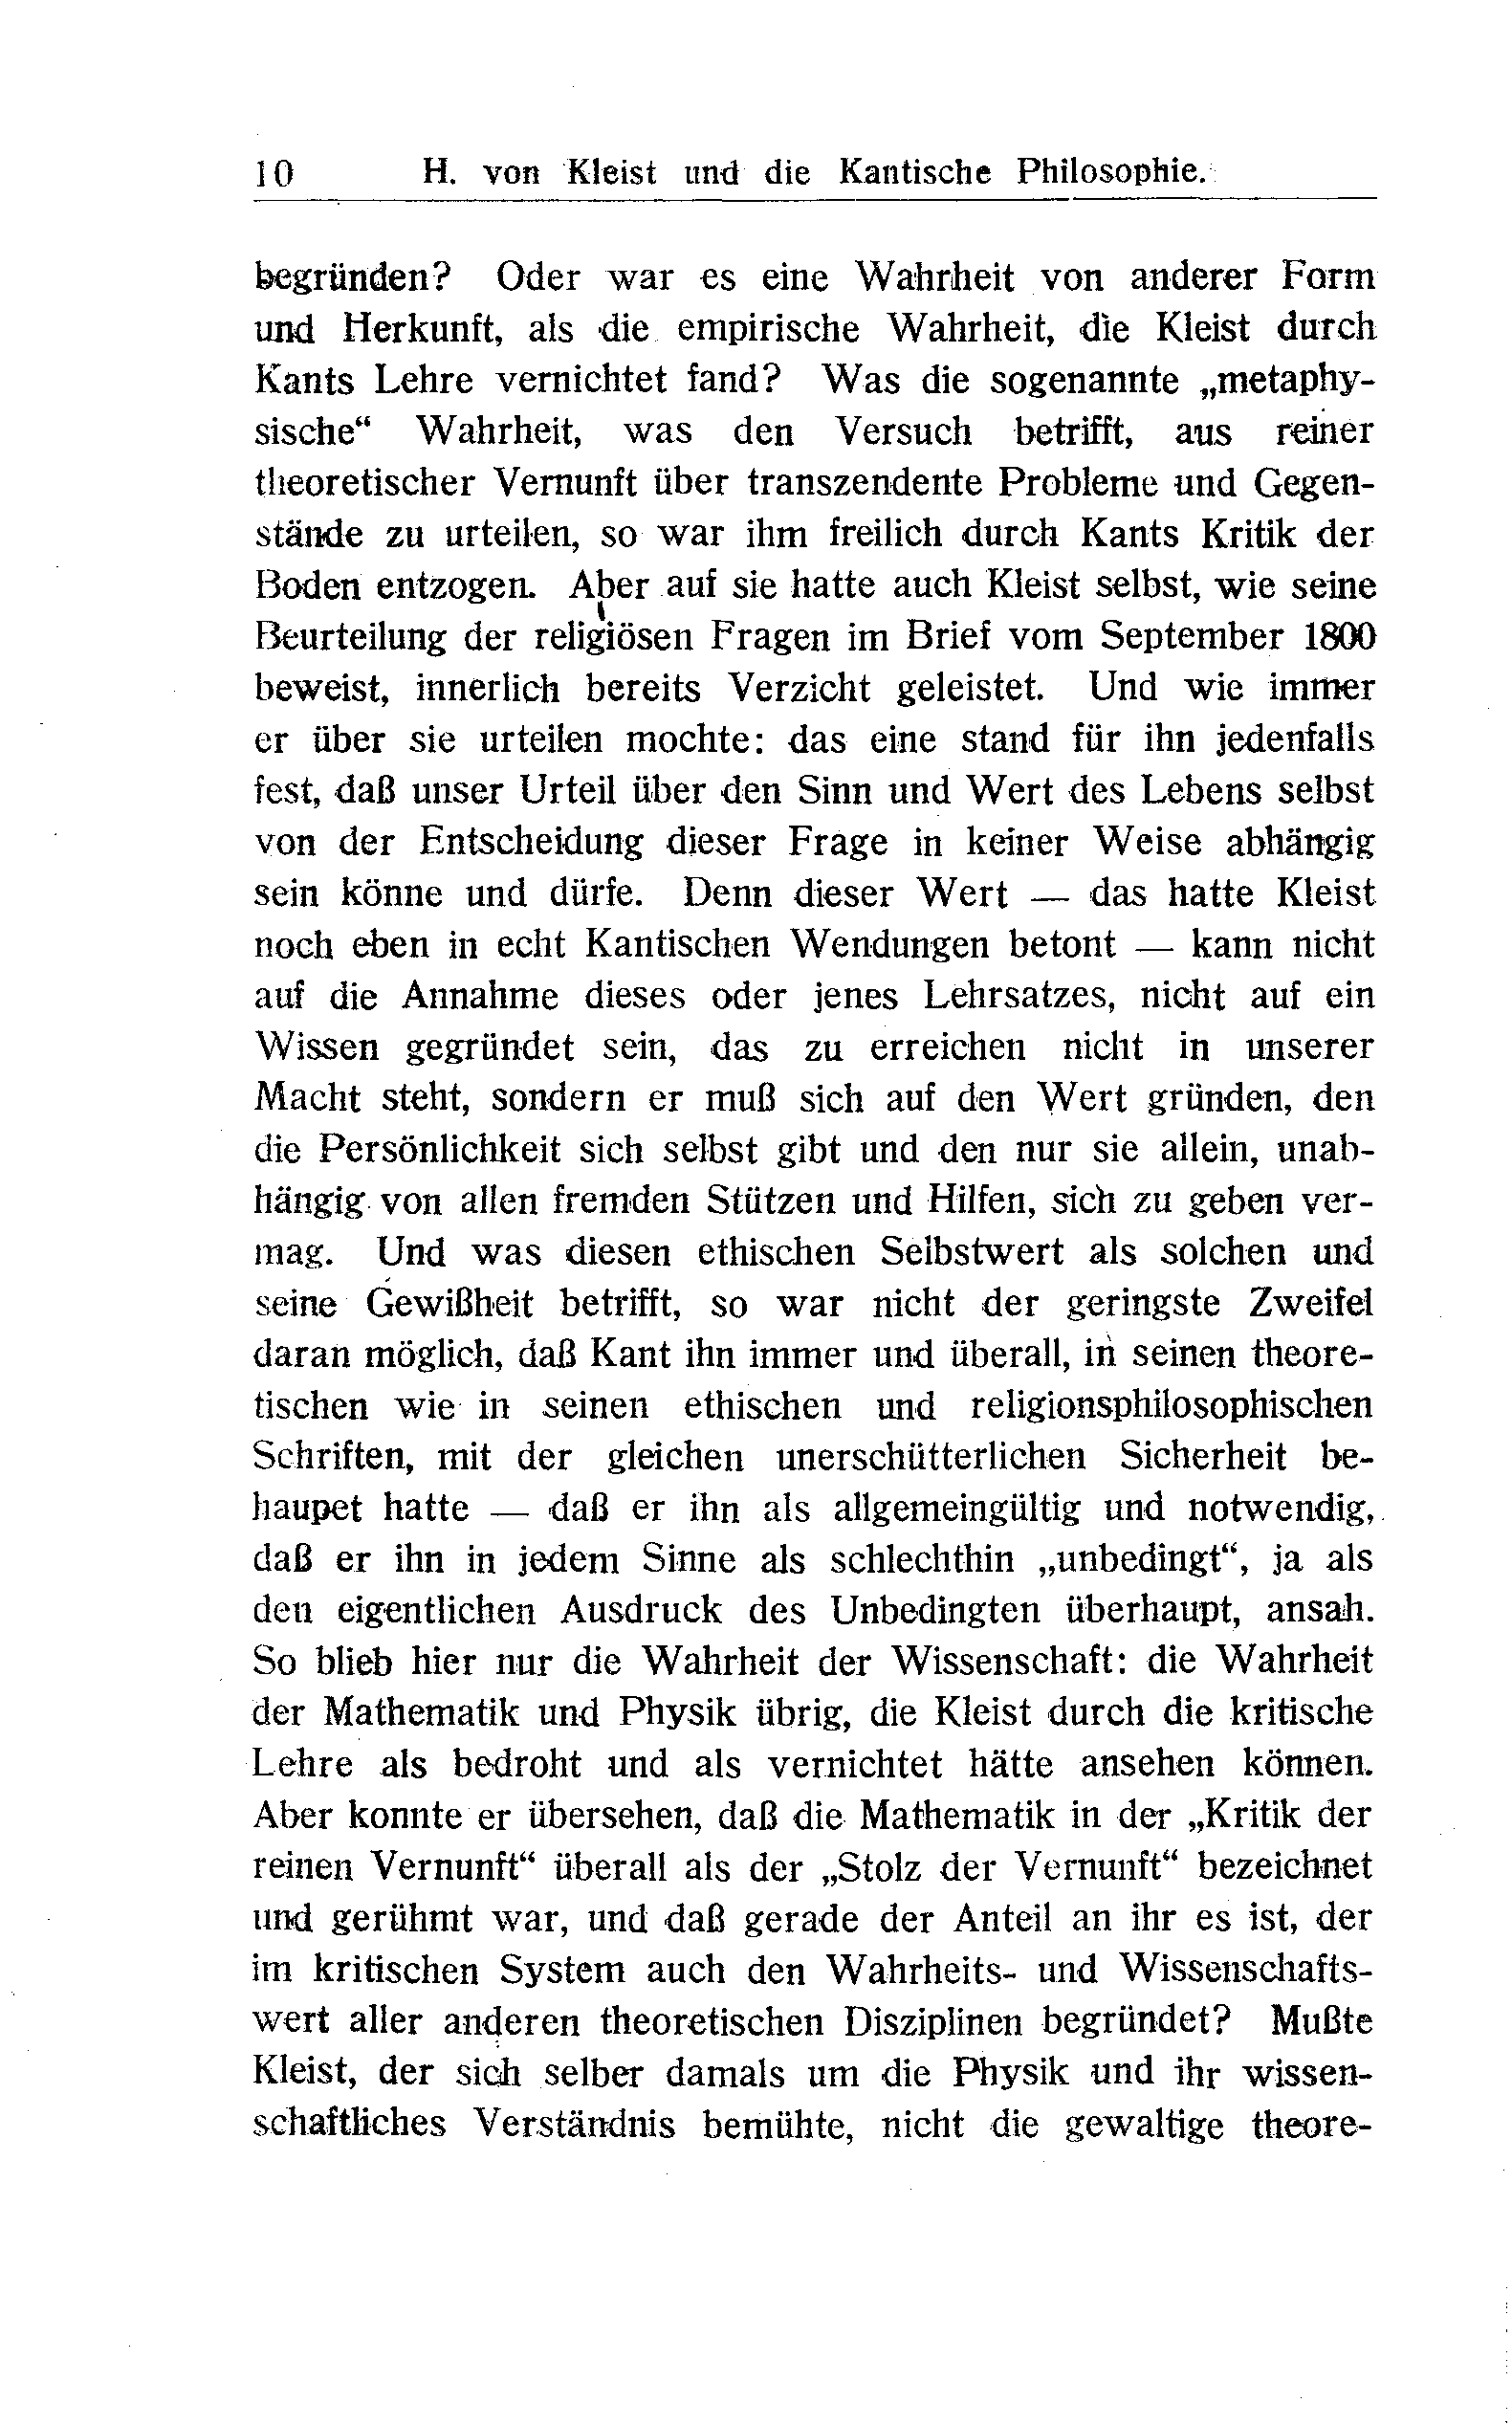 10 H. von Kleist und die Kantische Philosophie.
begründen? Oder war es eine Wahrheit von anderer Form
und Herkunft, als die empirische Wahrheit, die Kleist durch
Kants Lehre vernichtet fand? Was die sogenannte „metaphy-
sische“ Wahrheit, was den Versuch betrifft, aus reiner
theoretischer Vernunft über transzendente Probleme und Gegen-
stände zu urteilen, so war ihm freilich durch Kants Kritik der
Boden entzogen. Aber auf sie hatte auch Kleist selbst, wie seine
Beurteilung der religiösen Fragen im Brief vom September 1800
beweist, innerlich bereits Verzicht geleistet. Und wie immer
er über sie urteilen mochte: das eine stand für ihn jedenfalls
fest, daß unser Urteil über den Sinn und Wert des Lebens selbst
von der Entscheidung dieser Frage in keiner Weise abhängig
sein könne und dürfe. Denn dieser Wert — das hatte Kleist
noch eben in echt Kantischen Wendungen betont — kann nicht
auf die Annahme dieses oder jenes Lehrsatzes, nicht auf ein
Wissen gegründet sein, das zu erreichen nicht in unserer
Macht steht, sondern er muß sich auf den Wert gründen, den
die Persönlichkeit sich selbst gibt und den nur sie allein, unab-
hängig von allen fremden Stützen und Hilfen, sich zu geben ver-
mag. Und was diesen ethischen Selbstwert als solchen und
seine Gewißheit betrifft, so war nicht der geringste Zweifel
daran möglich, daß Kant ihn immer und überall, in seinen theore-
tischen wie in seinen ethischen und religionsphilosophischen
Schriften, mit der gleichen unerschütterlichen Sicherheit be-
haupet hatte — daß er ihn als allgemeingültig und notwendig,
daß er ihn in jedem Sinne als schlechthin „unbedingt“, ja als
den eigentlichen Ausdruck des Unbedingten überhaupt, ansah.
So blieb hier nur die Wahrheit der Wissenschaft: die Wahrheit
der Mathematik und Physik übrig, die Kleist durch die kritische
Lehre als bedroht und als vernichtet hätte ansehen können.
Aber konnte er übersehen, daß die Mathematik in der „Kritik der
reinen Vernunft“ überall als der „Stolz der Vernunft“ bezeichnet
und gerühmt war, und daß gerade der Anteil an ihr es ist, der
im kritischen System auch den Wahrheits- und Wissenschafts-
wert aller anderen theoretischen Disziplinen begründet? Mußte
Kleist, der sich selber damals um die Physik und ihr wissen-
schaftliches Verständnis bemühte, nicht die gewaltige theore-